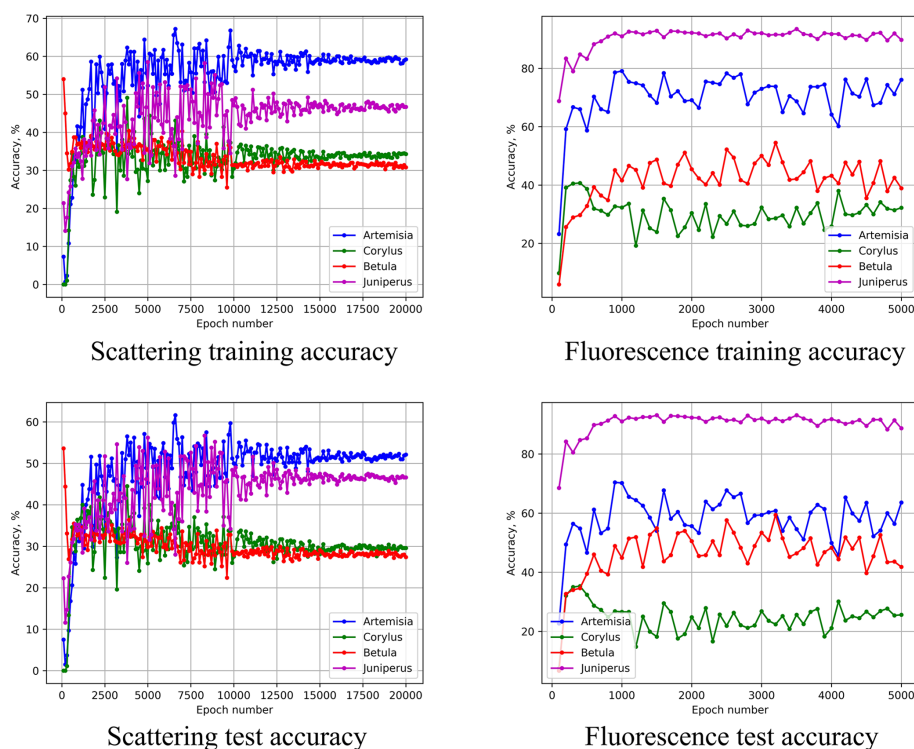 70
60
50
40
30
20
10
0
Accuracy, %
0 2500 5000 7500 10000 12500 15000 17500 20000
Epoch number
Artemisia
Corylus
Betula
Juniperus
Scattering training accuracy
80
60
40
20
Accuracy, %
0 1000 2000 3000 4000 5000
Epoch number
Artemisia
Corylus
Betula
Juniperus
Fluorescence training accuracy
60
50
40
30
20
10
0
Accuracy, %
0 2500 5000 7500 10000 12500 15000 17500 20000
Epoch number
Artemisia
Corylus
Betula
Juniperus
Scattering test accuracy
80
60
40
20
Accuracy, %
0 1000 2000 3000 4000 5000
Epoch number
Artemisia
Corylus
Betula
Juniperus
Fluorescence test accuracy